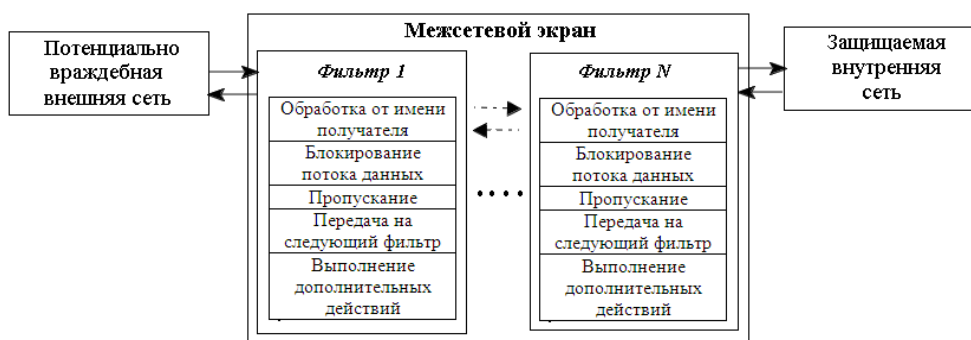 Межсетевой экран
Потенциально
враждебная
внешняя сеть
Фильтр 1
Обработка от имени
получателя
Блокирование
потока данных
Пропускание
Передача на
следующий фильтр
Выполнение
дополнительных
действий
Фильтр N
Обработка от имени
получателя
Блокирование
потока данных
Пропускание
Передача на
следующий фильтр
Выполнение
дополнительных
действий
Защищаемая
внутренняя
сеть